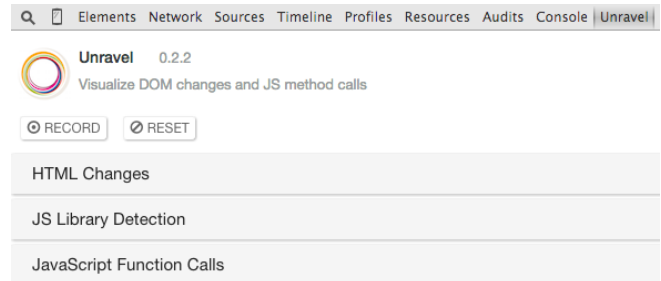 Elements Network Sources Timeline Profiles Resources Audits Console Unravel
Unravel 0.2.2
Visualize DOM changes and JS method calls
RECORD RESET
HTML Changes
JS Library Detection
JavaScript Function Calls